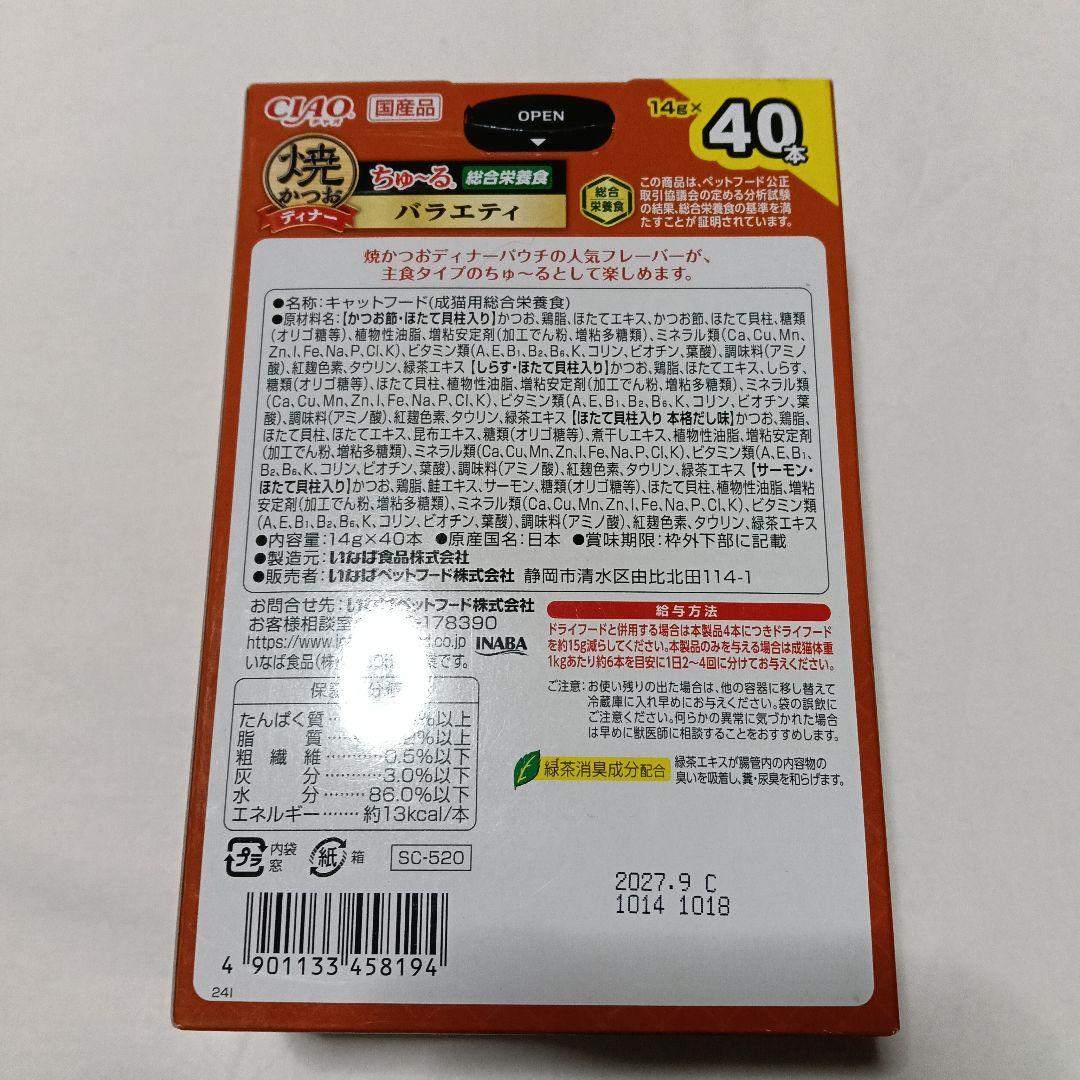 CIAO
チャオ
国産品
OPEN
14g×
40本
焼
かつお
ディナー
ちゅ〜る 総合栄養食
バラエティ
総合
栄養食
この商品は、ペットフード公正
取引協議会の定める分析試験
の結果、総合栄養食の基準を満
たすことが証明されています。
焼かつおディナーパウチの人気フレーバーが、
主食タイプのちゅ〜るとして楽しめます。
●名称:キャットフード(成猫用総合栄養食)
●原材料名:【かつお節・ほたて貝柱入り】かつお、鶏脂、ほたてエキス、かつお節、ほたて貝柱、糖類
(オリゴ糖等)、植物性油脂、増粘安定剤(加工でん粉、増粘多糖類)、ミネラル類(Ca,Cu,Mn,
Zn,I,Fe,Na,P,Cl,K)、ビタミン類(A,E,B₁,B₂,B₆,K、コリン、ビオチン、葉酸)、調味料(アミノ
酸)、紅麹色素、タウリン、緑茶エキス【しらす・ほたて貝柱入り】かつお、鶏脂、ほたてエキス、しらす、
糖類(オリゴ糖等)、ほたて貝柱、植物性油脂、増粘安定剤(加工でん粉、増粘多糖類)、ミネラル類
(Ca,Cu,Mn,Zn,I,Fe,Na,P,Cl,K)、ビタミン類(A,E,B₁,B₂,B₆,K、コリン、ビオチン、葉
酸)、調味料(アミノ酸)、紅麹色素、タウリン、緑茶エキス【ほたて貝柱入り 本格だし味】かつお、鶏脂、
ほたて貝柱、ほたてエキス、昆布エキス、糖類(オリゴ糖等)、煮干しエキス、植物性油脂、増粘安定剤
(加工でん粉、増粘多糖類)、ミネラル類(Ca,Cu,Mn,Zn,I,Fe,Na,P,Cl,K)、ビタミン類(A,E,B₁,
B₂,B₆,K、コリン、ビオチン、葉酸)、調味料(アミノ酸)、紅麹色素、タウリン、緑茶エキス【サーモン・
ほたて貝柱入り】かつお、鶏脂、鮭エキス、サーモン、糖類(オリゴ糖等)、ほたて貝柱、植物性油脂、増粘
安定剤(加工でん粉、増粘多糖類)、ミネラル類(Ca,Cu,Mn,Zn,I,Fe,Na,P,Cl,K)、ビタミン類
(A,E,B₁,B₂,B₆,K、コリン、ビオチン、葉酸)、調味料(アミノ酸)、紅麹色素、タウリン、緑茶エキス
●内容量:14g×40本 ●原産国名:日本 ●賞味期限:枠外下部に記載
●製造元:いなば食品株式会社
●販売者:いなばペットフード株式会社 静岡市清水区由比北田114-1
お問合せ先:いなばペットフード株式会社
お客様相談室 178390
https://www. .co.jp INABA
いなば食品(株) です。
給与方法
ドライフードと併用する場合は本製品4本につきドライフード
を約15g減らしてください。本製品のみを与える場合は成猫体重
1kgあたり約6本を目安に1日2〜4回に分けてお与えください。
ご注意:お使い残りの出た場合は、他の容器に移し替えて
冷蔵庫に入れ早めにお与えください。袋の誤飲に
ご注意ください。何らかの異常に気づかれた場合
は早めに獣医師に相談することをおすすめします。
緑茶消臭成分配合
緑茶エキスが腸管内の内容物の
臭いを吸着し、糞・尿臭を和らげます。
たんぱく質 %以上
脂質 %以上
粗繊維 0.5%以下
灰分 3.0%以下
水分 86.0%以下
エネルギー 約13kcal/本
プラ 内袋
窓
紙 箱
SC-520
2027.9 C
1014 1018
4 901133 458194
241